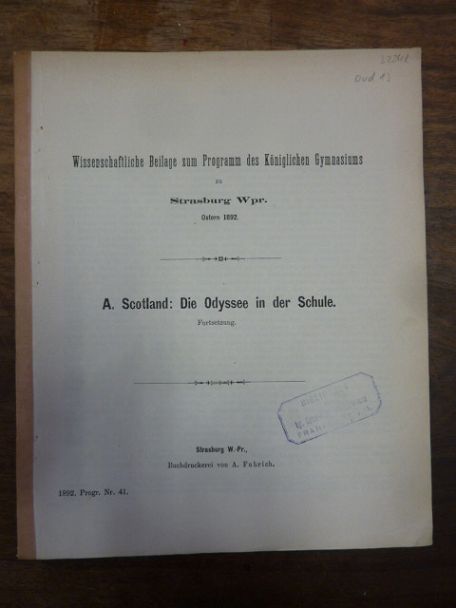 Wissenschaftliche Beilage zum Programm des Königlichen Gymnasiums
zu
Strasburg Wpr.
Ostern 1892.
A. Scotland: Die Odyssee in der Schule.
Fortsetzung.
Strasburg W.-Pr.,
Buchdruckerei von A. Fuhrich.
1892. Progr. Nr. 41.